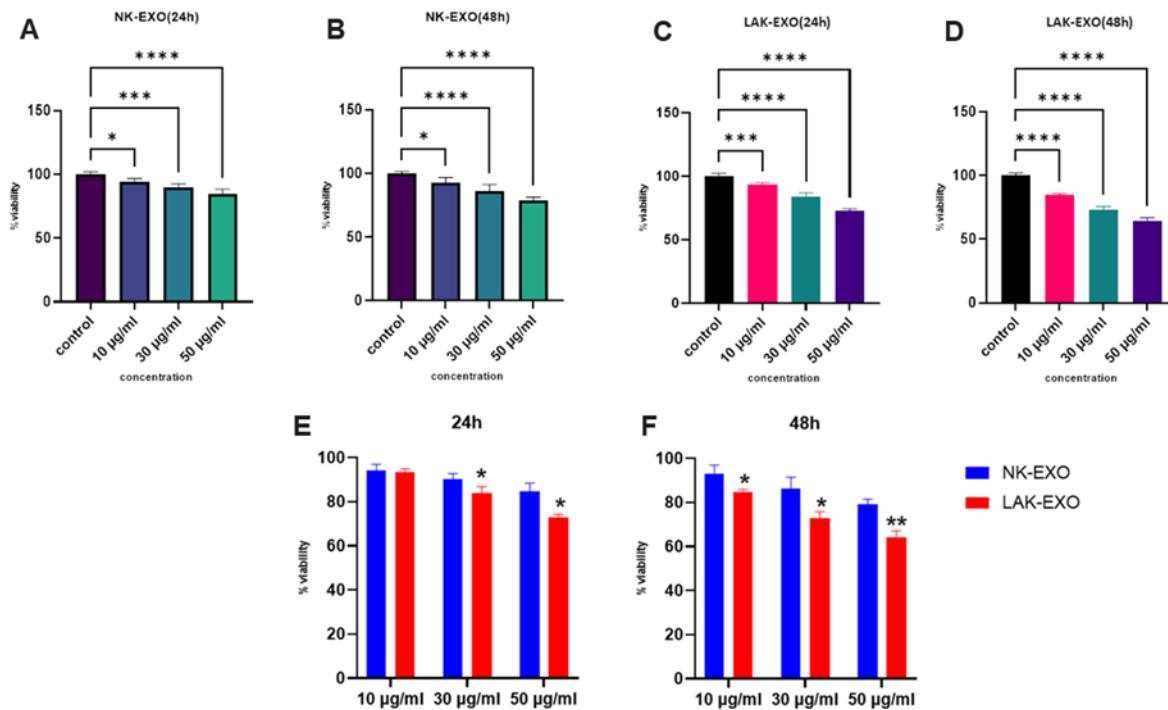 A
NK-EXO(24h)
****
***
*
150
100
50
0
% viability
control
10 µg/ml
30 µg/ml
50 µg/ml
concentration
B
NK-EXO(48h)
****
****
*
150
100
50
0
% viability
control
10 µg/ml
30 µg/ml
50 µg/ml
concentration
C
LAK-EXO(24h)
****
****
***
150
100
50
0
% viability
control
10 µg/ml
30 µg/ml
50 µg/ml
concentration
D
LAK-EXO(48h)
****
****
****
150
100
50
0
% viability
control
10 µg/ml
30 µg/ml
50 µg/ml
concentration
E
24h
100
80
60
40
20
0
% viability
*
*
10 µg/ml 30 µg/ml 50 µg/ml
F
48h
100
80
60
40
20
0
% viability
*
*
**
10 µg/ml 30 µg/ml 50 µg/ml
NK-EXO
LAK-EXO